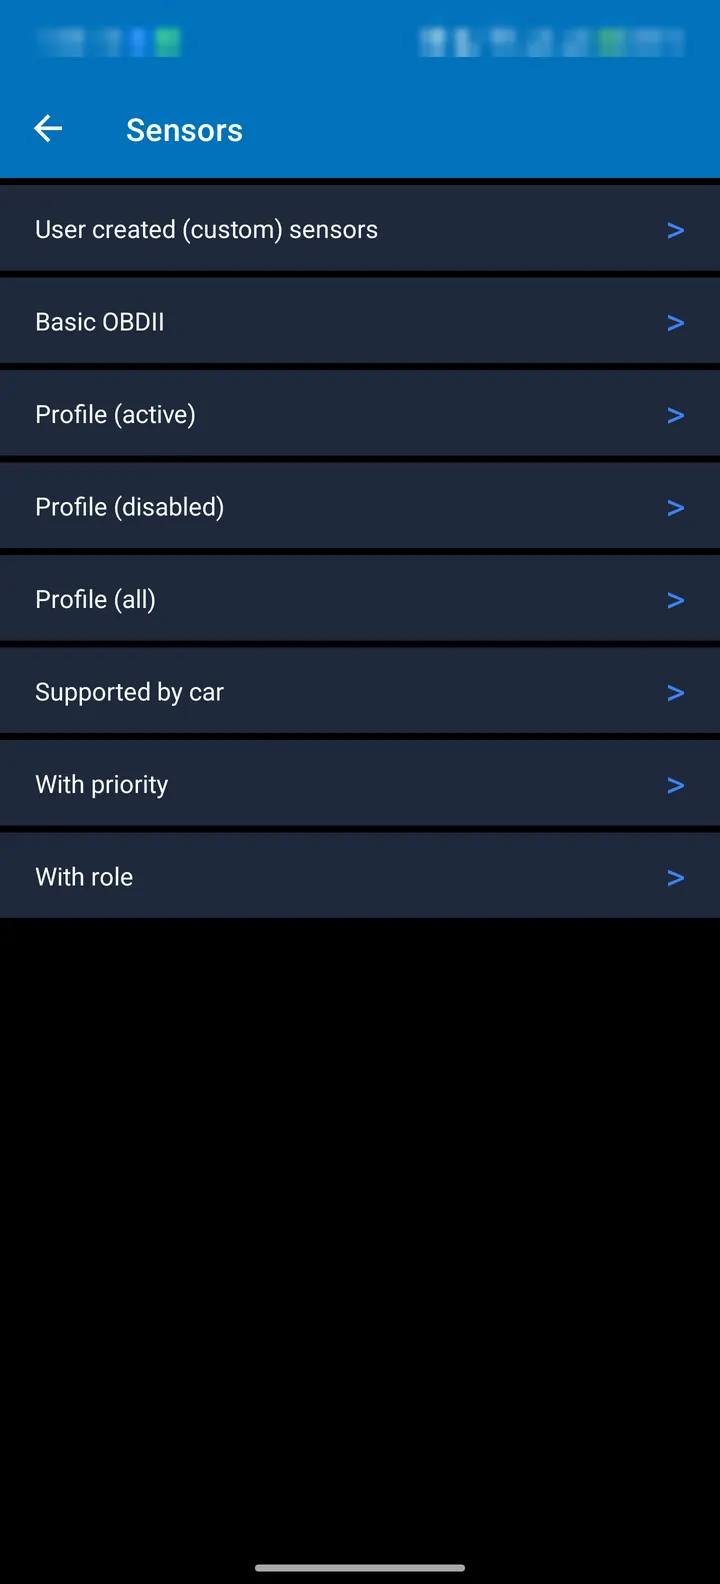 Sensors
User created (custom) sensors
>
Basic OBDII
>
Profile (active)
>
Profile (disabled)
>
Profile (all)
>
Supported by car
>
With priority
>
With role
>